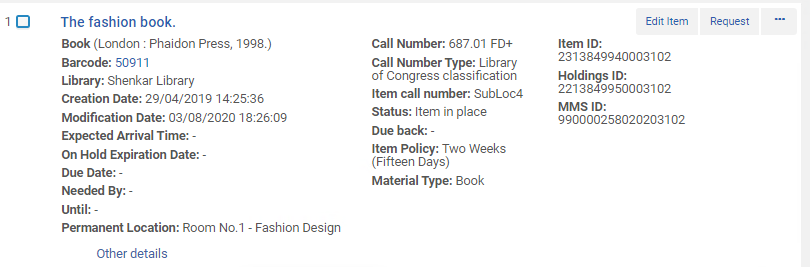 1 The fashion book. Edit Item Request ...
Book (London : Phaidon Press, 1998.)
Barcode: 50911
Library: Shenkar Library
Creation Date: 29/04/2019 14:25:36
Modification Date: 03/08/2020 18:26:09
Expected Arrival Time: -
On Hold Expiration Date: -
Due Date: -
Needed By: -
Until: -
Permanent Location: Room No.1 - Fashion Design
Call Number: 687.01 FD+
Call Number Type: Library
of Congress classification
Item call number: SubLoc4
Status: Item in place
Due back: -
Item Policy: Two Weeks
(Fifteen Days)
Material Type: Book
Item ID:
2313849940003102
Holdings ID:
2213849950003102
MMS ID:
990000258020203102
Other details